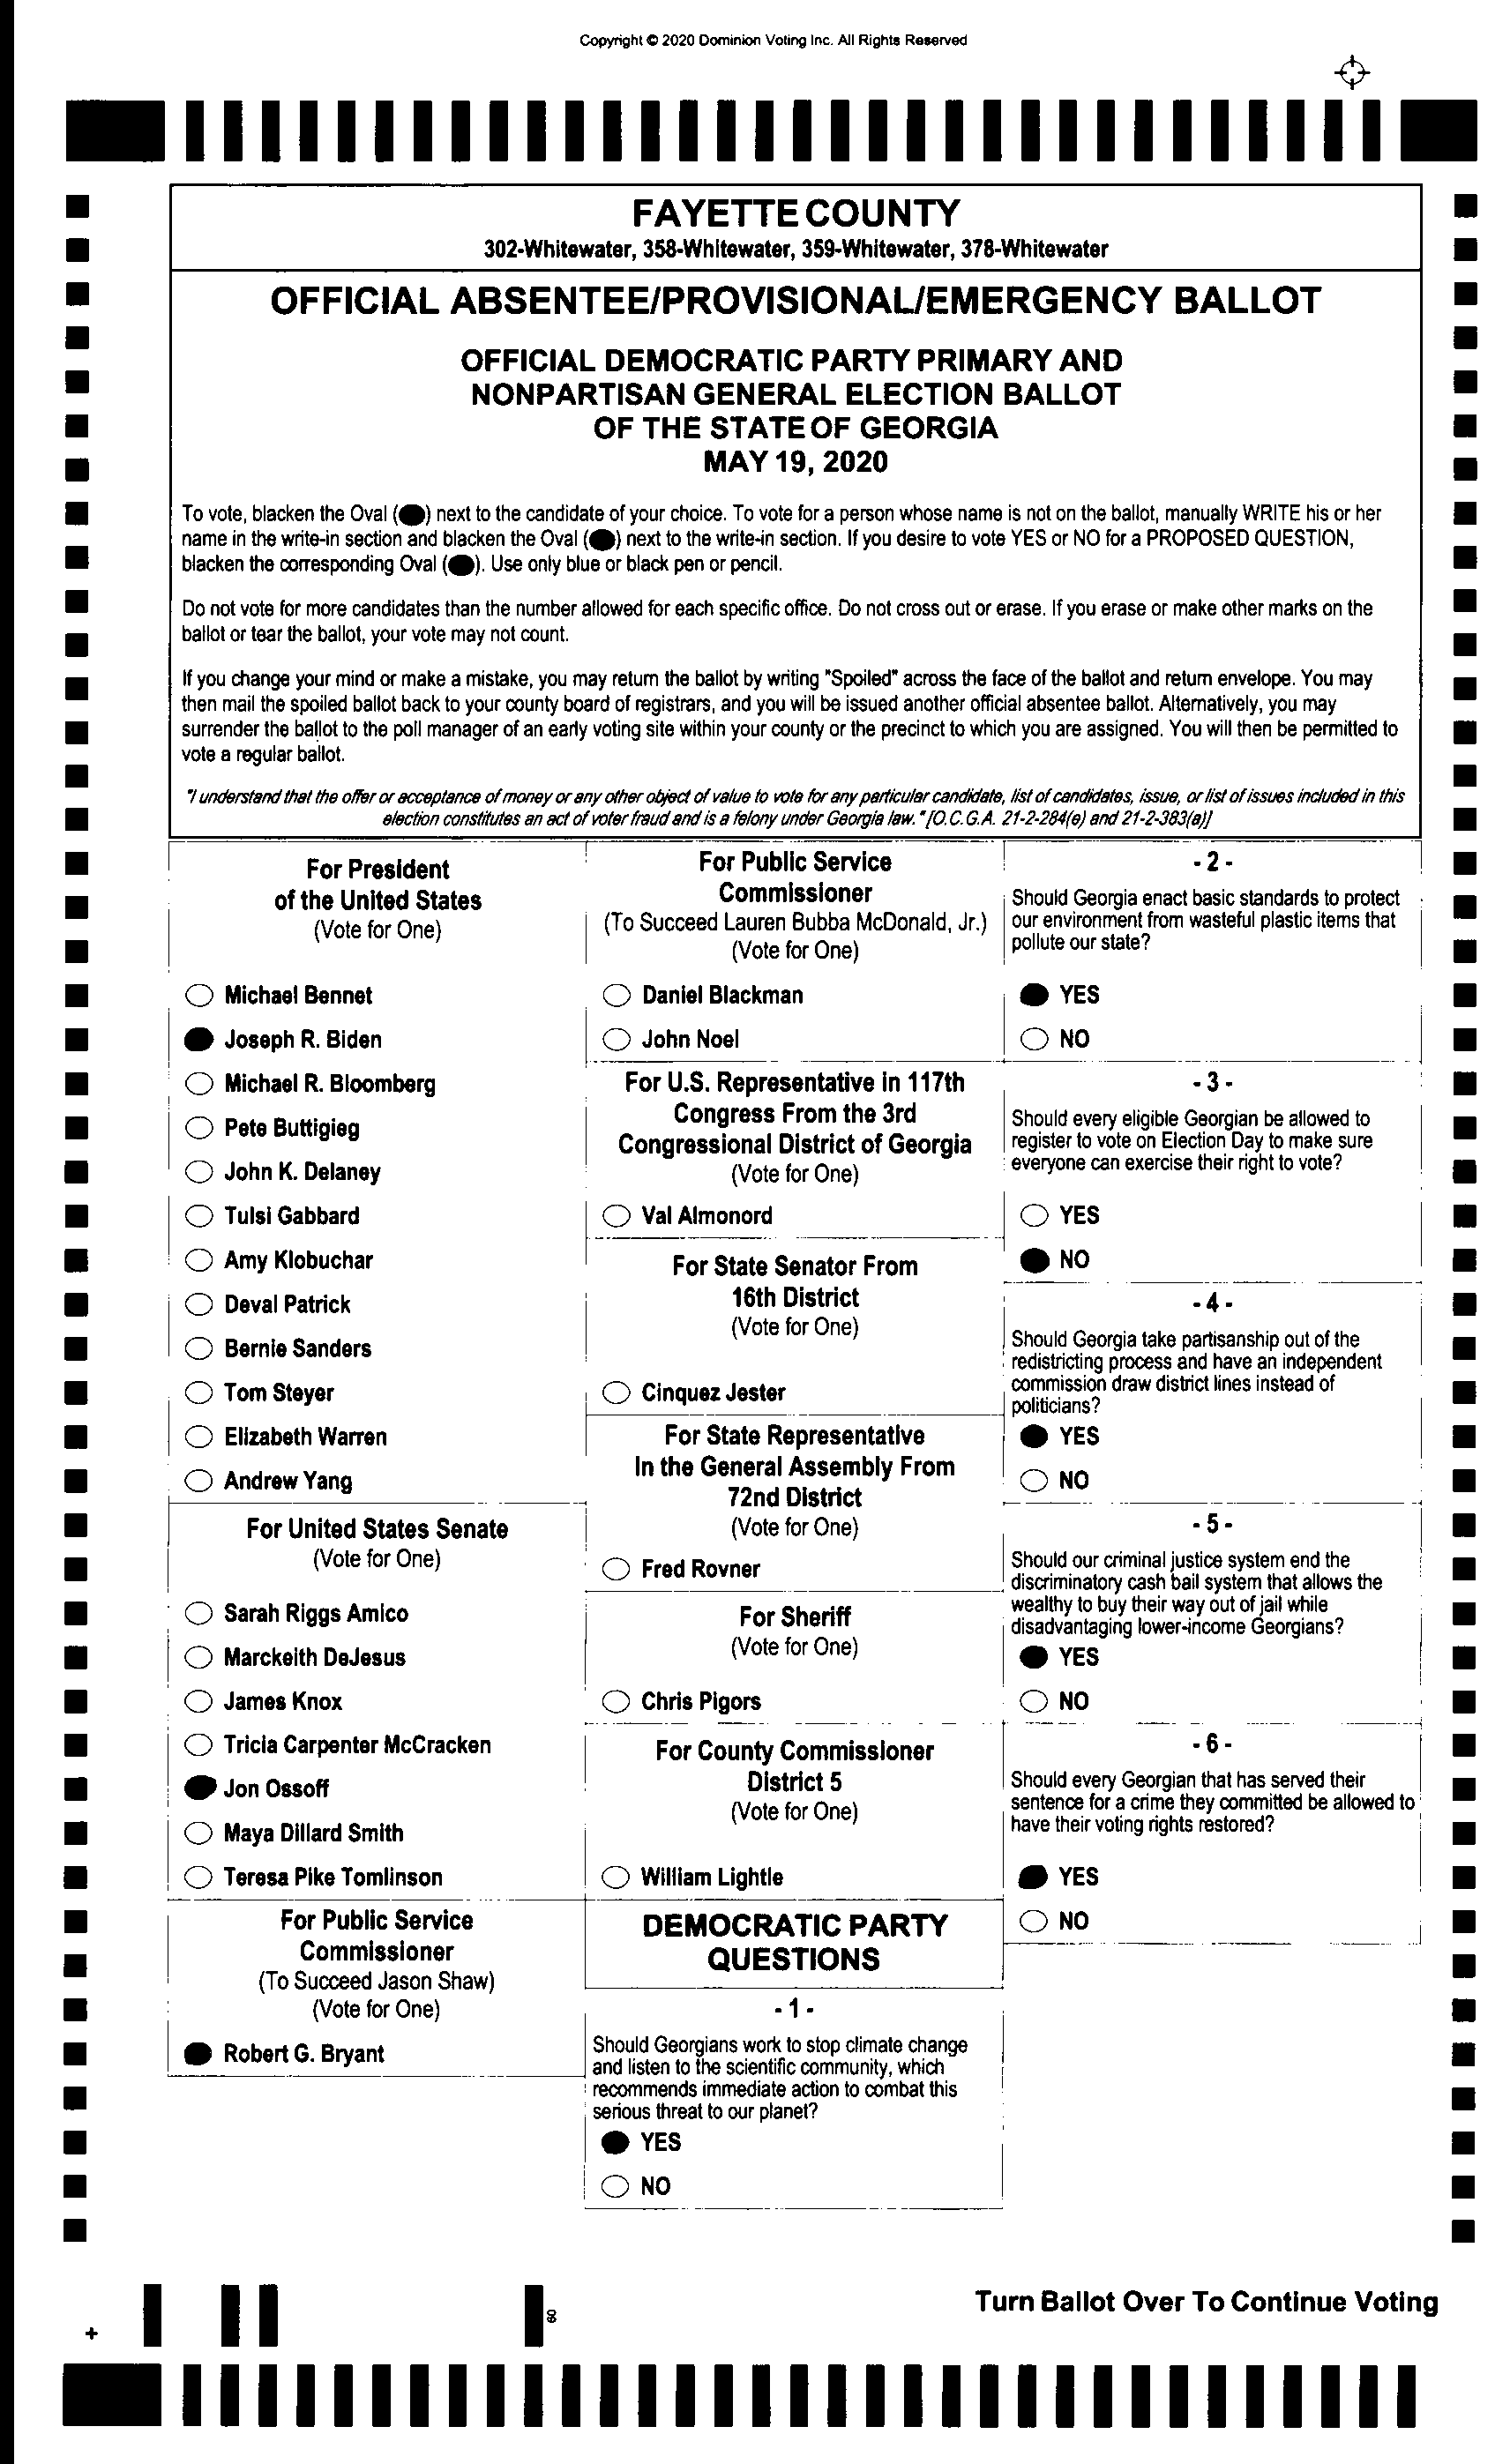 Copyright © 2020 Dominion Voting Inc. All Rights Reserved
FAYETTE COUNTY
302-Whitewater, 358-Whitewater, 359-Whitewater, 378-Whitewater
OFFICIAL ABSENTEE/PROVISIONAL/EMERGENCY BALLOT
OFFICIAL DEMOCRATIC PARTY PRIMARY AND
NONPARTISAN GENERAL ELECTION BALLOT
OF THE STATE OF GEORGIA
MAY 19, 2020
To vote, blacken the Oval (⬬) next to the candidate of your choice. To vote for a person whose name is not on the ballot, manually WRITE his or her
name in the write-in section and blacken the Oval (⬬) next to the write-in section. If you desire to vote YES or NO for a PROPOSED QUESTION,
blacken the corresponding Oval (⬬). Use only blue or black pen or pencil.
Do not vote for more candidates than the number allowed for each specific office. Do not cross out or erase. If you erase or make other marks on the
ballot or tear the ballot, your vote may not count.
If you change your mind or make a mistake, you may return the ballot by writing "Spoiled" across the face of the ballot and return envelope. You may
then mail the spoiled ballot back to your county board of registrars, and you will be issued another official absentee ballot. Alternatively, you may
surrender the ballot to the poll manager of an early voting site within your county or the precinct to which you are assigned. You will then be permitted to
vote a regular ballot.
"I understand that the offer or acceptance of money or any other object of value to vote for any particular candidate, list of candidates, issue, or list of issues included in this
election constitutes an act of voter fraud and is a felony under Georgia law." [O.C.G.A. 21-2-284(e) and 21-2-383(a)]
For President
of the United States
(Vote for One)
Michael Bennet
Joseph R. Biden
Michael R. Bloomberg
Pete Buttigieg
John K. Delaney
Tulsi Gabbard
Amy Klobuchar
Deval Patrick
Bernie Sanders
Tom Steyer
Elizabeth Warren
Andrew Yang
For United States Senate
(Vote for One)
Sarah Riggs Amico
Marckeith DeJesus
James Knox
Tricia Carpenter McCracken
Jon Ossoff
Maya Dillard Smith
Teresa Pike Tomlinson
For Public Service
Commissioner
(To Succeed Jason Shaw)
(Vote for One)
Robert G. Bryant
For Public Service
Commissioner
(To Succeed Lauren Bubba McDonald, Jr.)
(Vote for One)
Daniel Blackman
John Noel
For U.S. Representative in 117th
Congress From the 3rd
Congressional District of Georgia
(Vote for One)
Val Almonord
For State Senator From
16th District
(Vote for One)
Cinquez Jester
For State Representative
In the General Assembly From
72nd District
(Vote for One)
Fred Rovner
For Sheriff
(Vote for One)
Chris Pigors
For County Commissioner
District 5
(Vote for One)
William Lightle
DEMOCRATIC PARTY
QUESTIONS
- 1 -
Should Georgians work to stop climate change
and listen to the scientific community, which
recommends immediate action to combat this
serious threat to our planet?
YES
NO
- 2 -
Should Georgia enact basic standards to protect
our environment from wasteful plastic items that
pollute our state?
YES
NO
- 3 -
Should every eligible Georgian be allowed to
register to vote on Election Day to make sure
everyone can exercise their right to vote?
YES
NO
- 4 -
Should Georgia take partisanship out of the
redistricting process and have an independent
commission draw district lines instead of
politicians?
YES
NO
- 5 -
Should our criminal justice system end the
discriminatory cash bail system that allows the
wealthy to buy their way out of jail while
disadvantaging lower-income Georgians?
YES
NO
- 6 -
Should every Georgian that has served their
sentence for a crime they committed be allowed to
have their voting rights restored?
YES
NO
Turn Ballot Over To Continue Voting
+
8